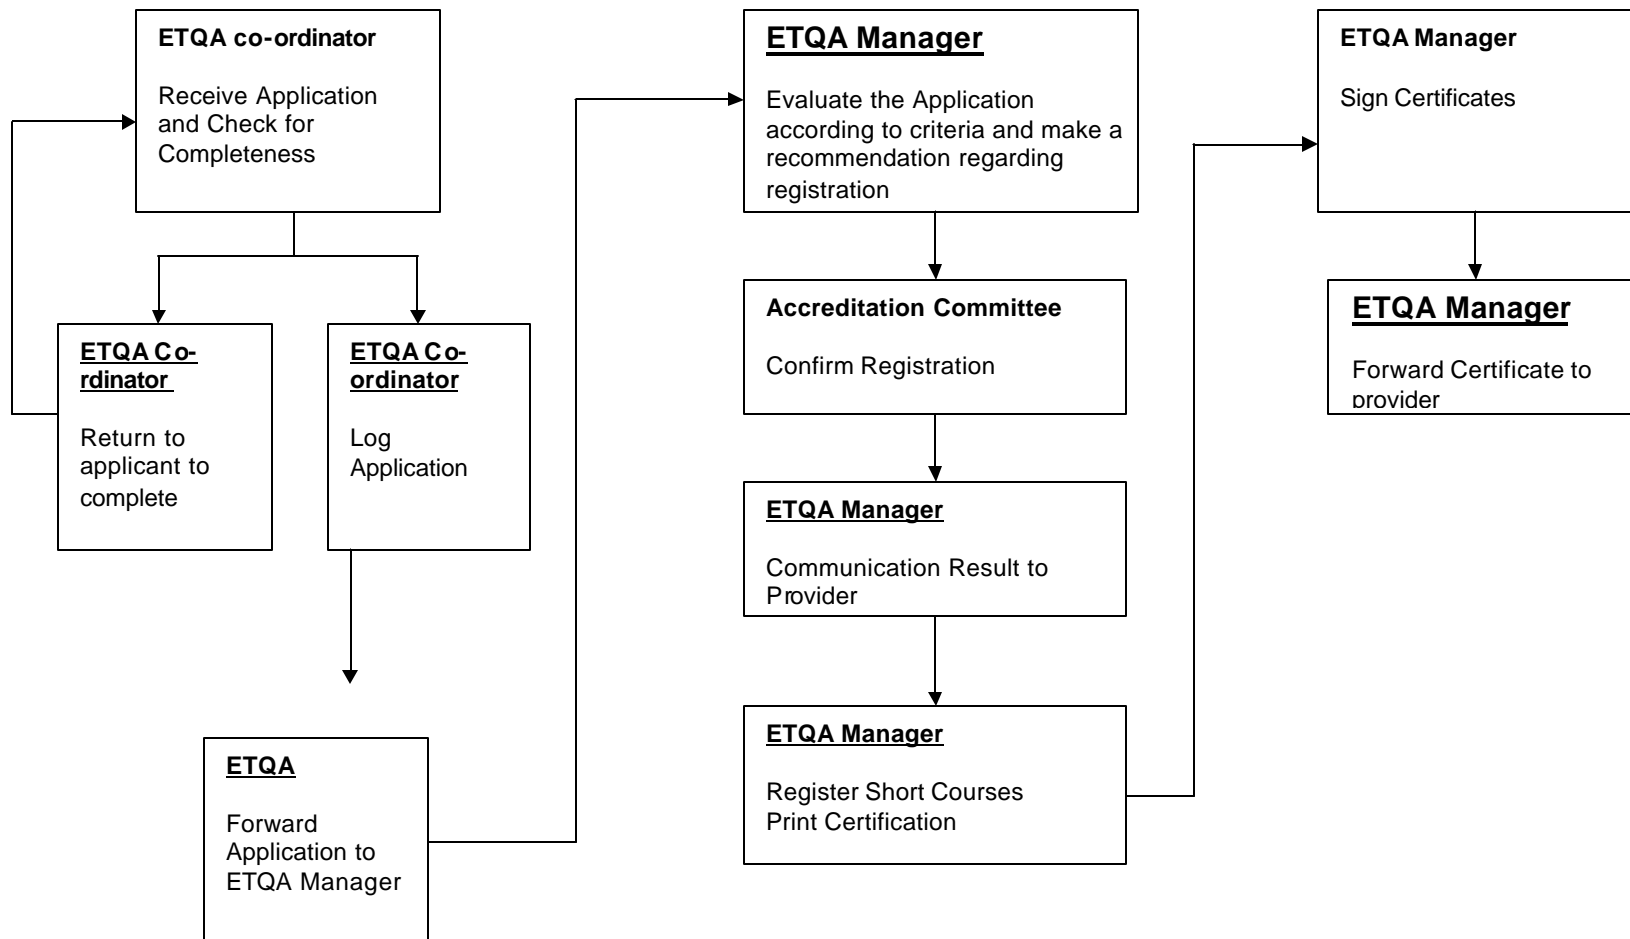 ETQA co-ordinator
Receive Application
and Check for
Completeness
ETQA Co-
rdinator
Return to
applicant to
complete
ETQA Co-
ordinator
Log
Application
ETQA
Forward
Application to
ETQA Manager
ETQA Manager
Evaluate the Application
according to criteria and make a
recommendation regarding
registration
Accreditation Committee
Confirm Registration
ETQA Manager
Communication Result to
Provider
ETQA Manager
Register Short Courses
Print Certification
ETQA Manager
Sign Certificates
ETQA Manager
Forward Certificate to
provider